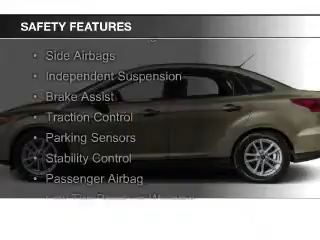 SAFETY FEATURES
• Side Airbags
• Independent Suspension
• Brake Assist
• Traction Control
• Parking Sensors
• Stability Control
• Passenger Airbag